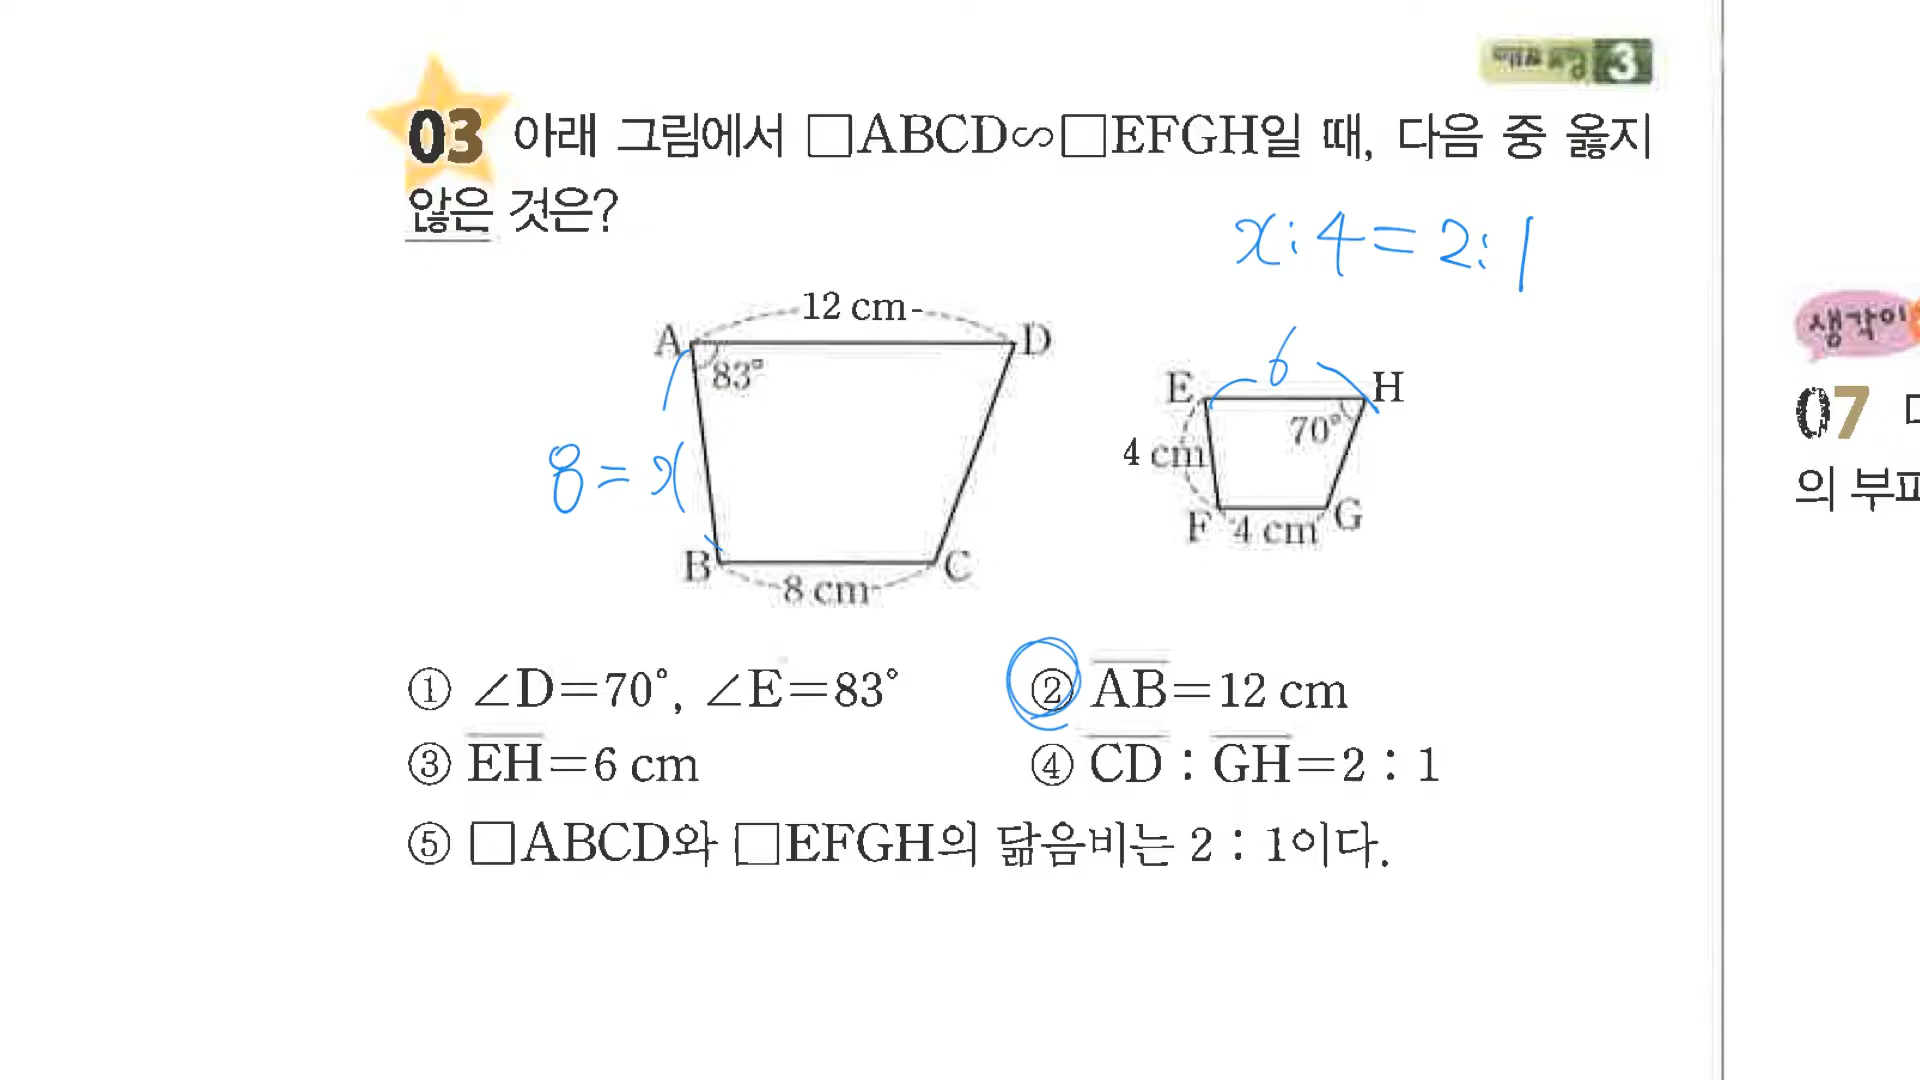 3
03 아래 그림에서 □ABCD∽□EFGH일 때, 다음 중 옳지
않은 것은?
x:4=2:1
12 cm
A D
83°
8=x
B C
8 cm
6
E H
70°
4 cm
F G
4 cm
① ∠D=70°, ∠E=83° ② AB=12 cm
③ EH=6 cm ④ CD : GH=2 : 1
⑤ □ABCD와 □EFGH의 닮음비는 2 : 1이다.
생각이
07
의 부피